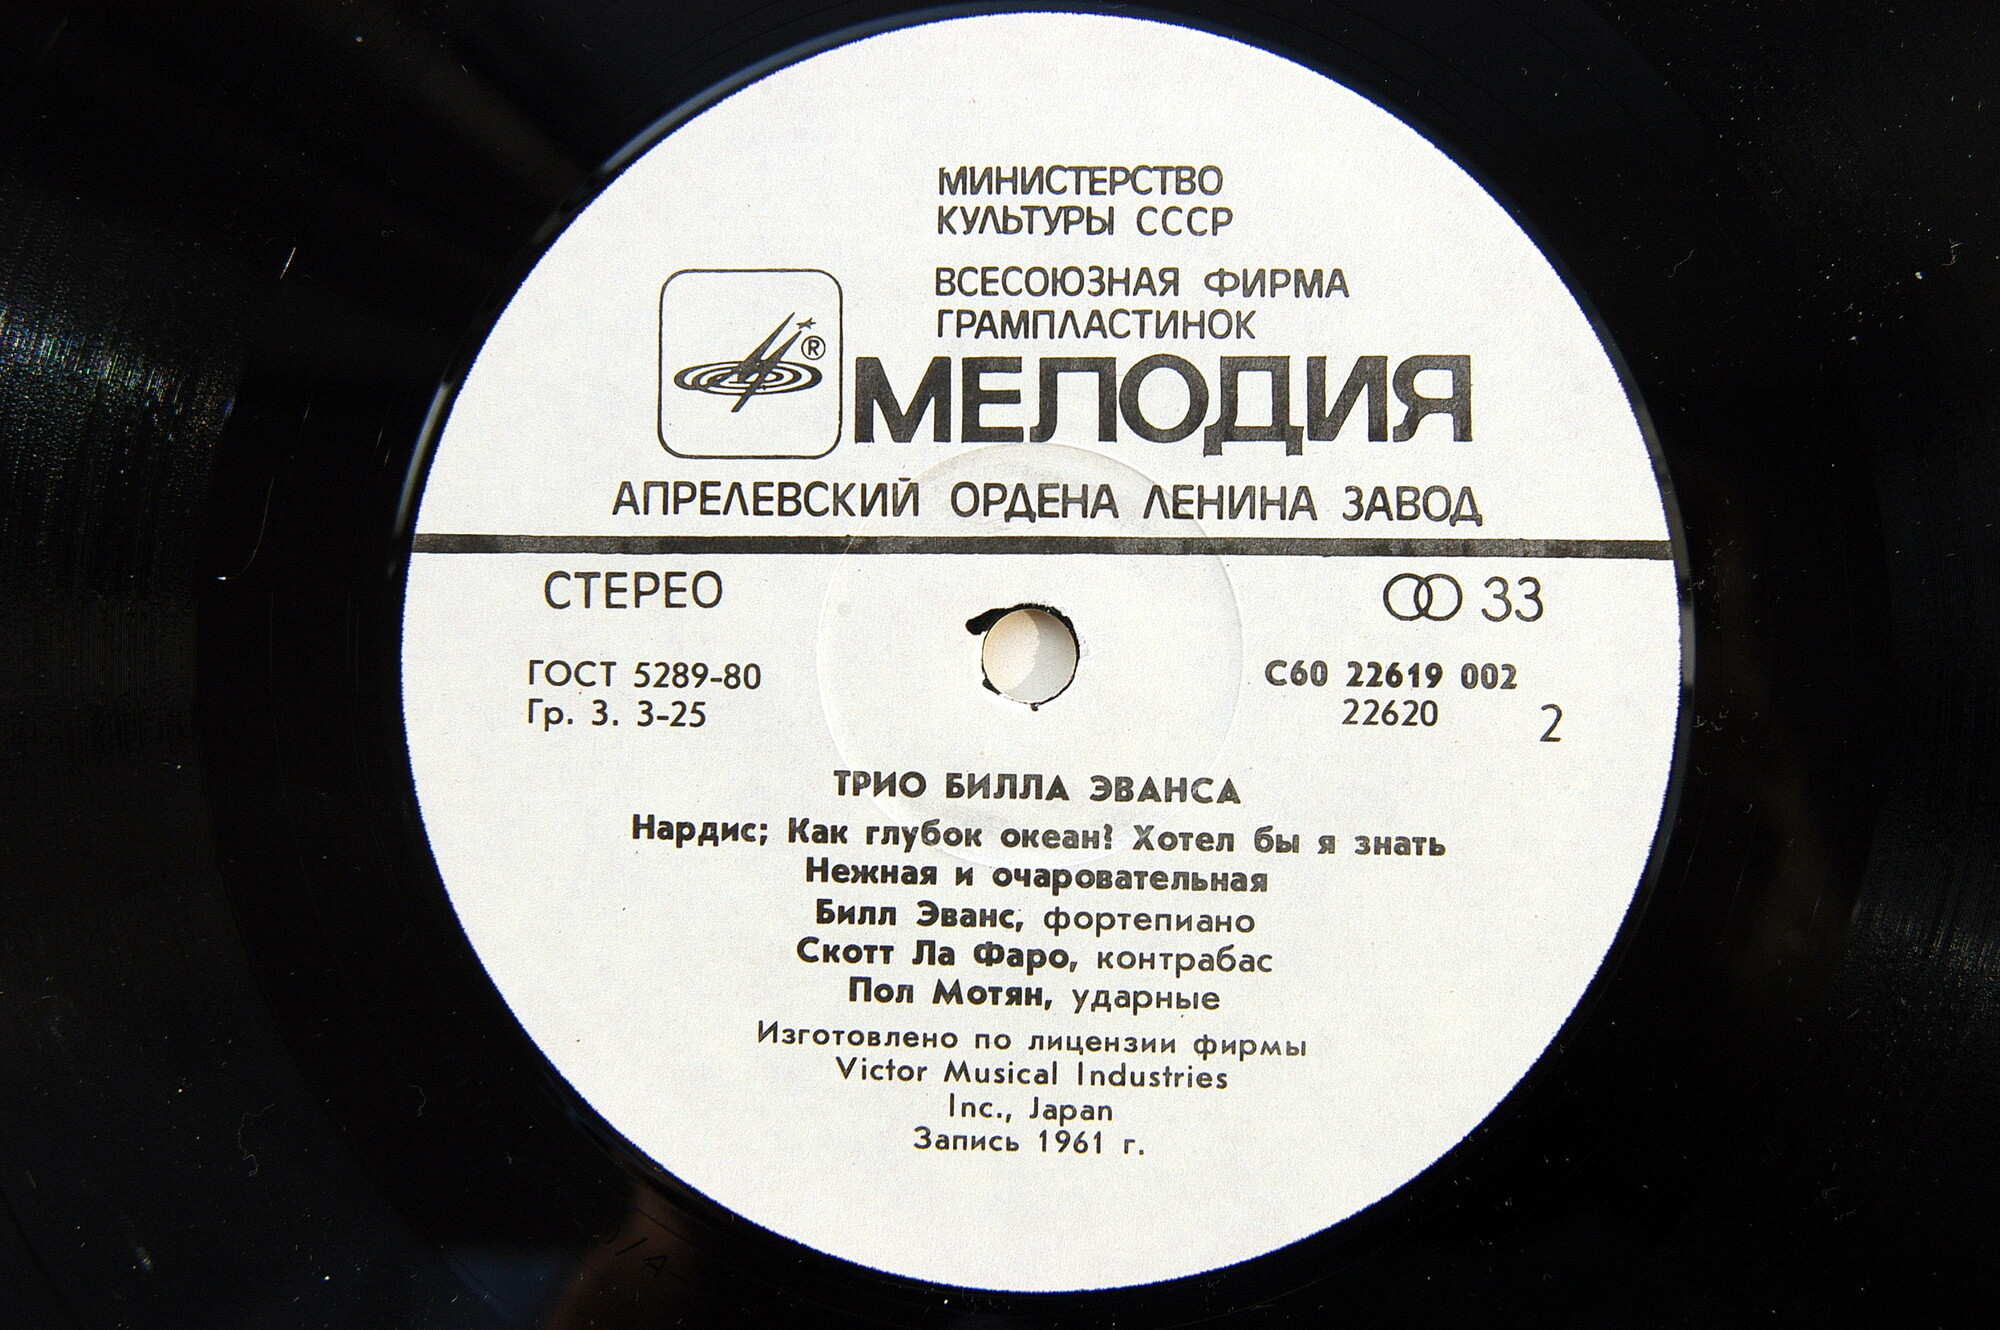 МИНИСТЕРСТВО
КУЛЬТУРЫ СССР
ВСЕСОЮЗНАЯ ФИРМА
ГРАМПЛАСТИНОК
®
МЕЛОДИЯ
АПРЕЛЕВСКИЙ ОРДЕНА ЛЕНИНА ЗАВОД
СТЕРЕО
33
ГОСТ 5289-80
Гр. 3. 3-25
С60 22619 002
22620
2
ТРИО БИЛЛА ЭВАНСА
Нардис; Как глубок океан? Хотел бы я знать
Нежная и очаровательная
Билл Эванс, фортепиано
Скотт Ла Фаро, контрабас
Пол Мотян, ударные
Изготовлено по лицензии фирмы
Victor Musical Industries
Inc., Japan
Запись 1961 г.